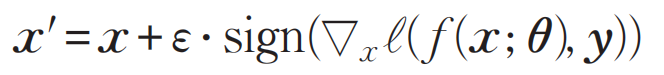 x′ = x + ε · sign(∇ₓℓ(f(x; θ), y))